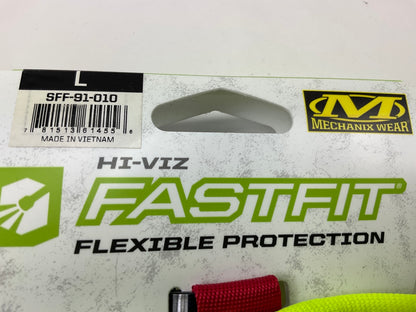 L
SFF-91-010
7 81513 61455 6
MADE IN VIETNAM
M
MECHANIX WEAR
HI-VIZ
FASTFIT®
FLEXIBLE PROTECTION